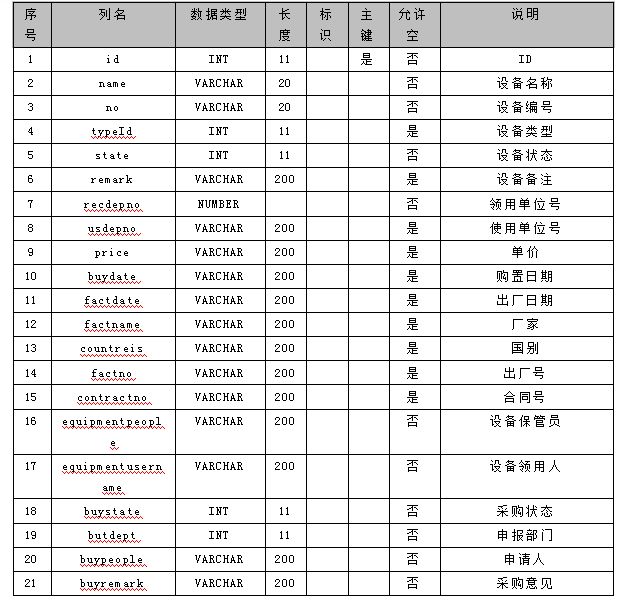 序号 列名 数据类型 长度 标识 主键 允许空 说明
1 id INT 11 是 否 ID
2 name VARCHAR 20 否 设备名称
3 no VARCHAR 20 否 设备编号
4 typeId INT 11 是 设备类型
5 state INT 11 否 设备状态
6 remark VARCHAR 200 是 设备备注
7 recdepno NUMBER 否 领用单位号
8 usdepno VARCHAR 200 是 使用单位号
9 price VARCHAR 200 是 单价
10 buydate VARCHAR 200 是 购置日期
11 factdate VARCHAR 200 是 出厂日期
12 factname VARCHAR 200 是 厂家
13 countreis VARCHAR 200 是 国别
14 factno VARCHAR 200 是 出厂号
15 contractno VARCHAR 200 是 合同号
16 equipmentpeople VARCHAR 200 否 设备保管员
17 equipmentusername VARCHAR 200 否 设备领用人
18 buystate INT 11 否 采购状态
19 butdept INT 11 否 申报部门
20 buypeople VARCHAR 200 否 申请人
21 buyremark VARCHAR 200 否 采购意见